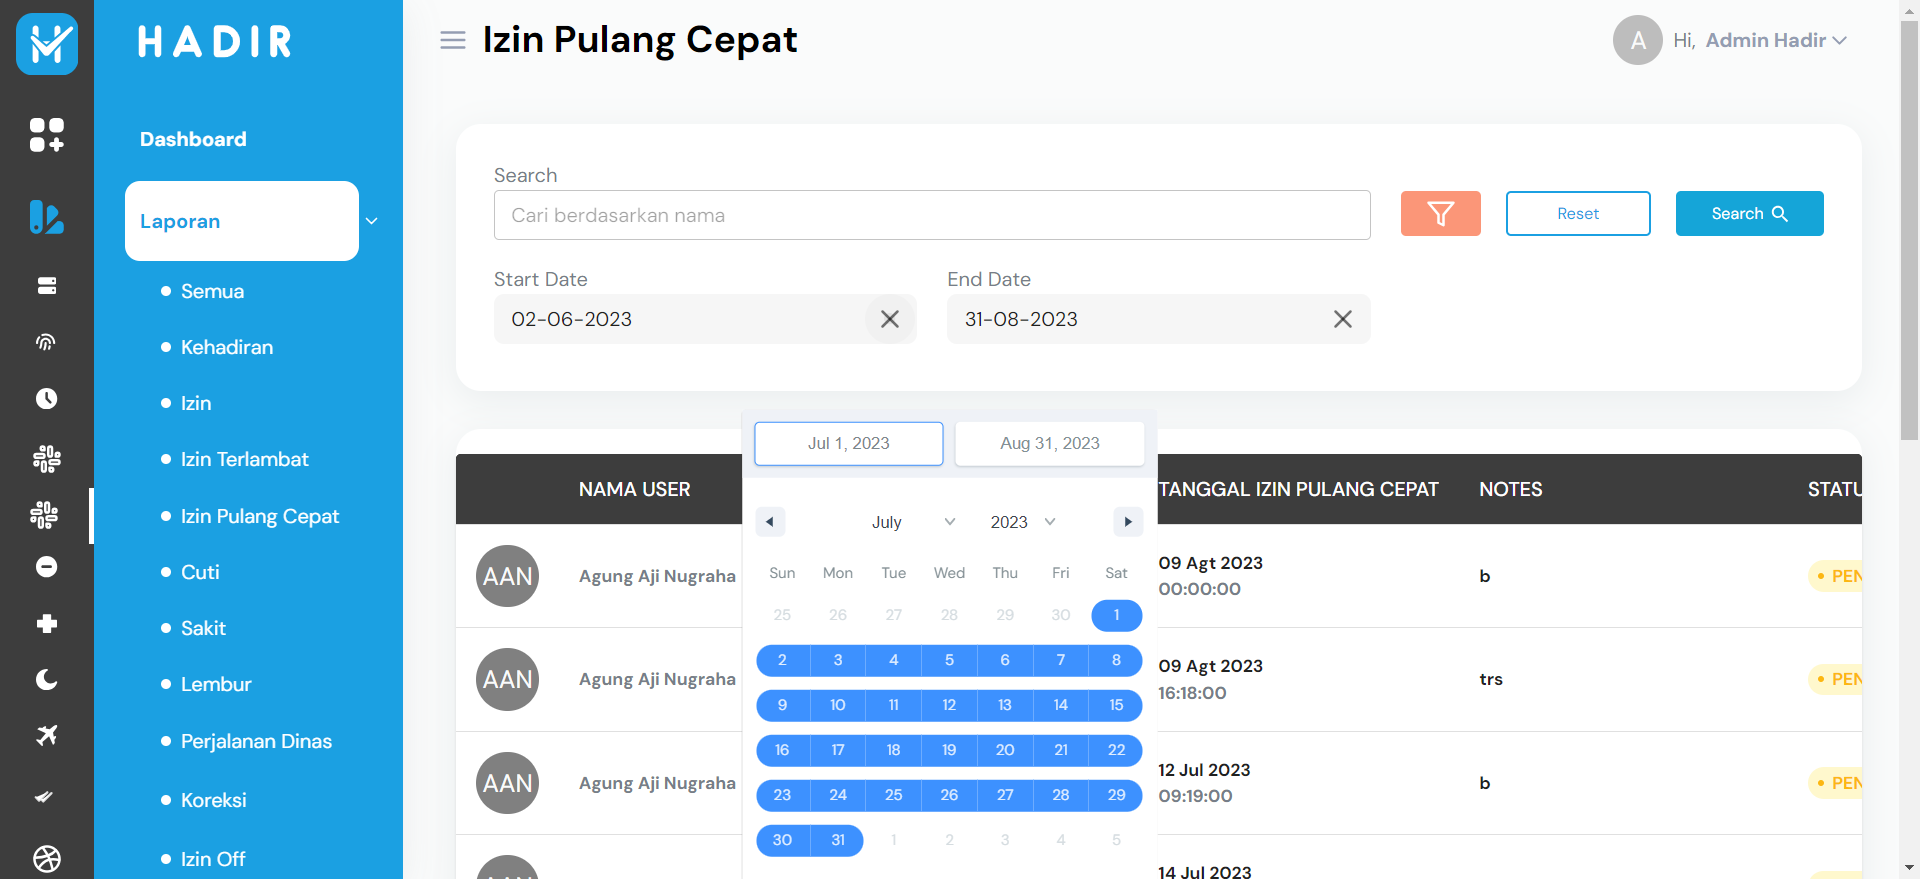 HADIR
Izin Pulang Cepat
A Hi, Admin Hadir
Dashboard
Laporan
Semua
Kehadiran
Izin
Izin Terlambat
Izin Pulang Cepat
Cuti
Sakit
Lembur
Perjalanan Dinas
Koreksi
Izin Off
Search
Cari berdasarkan nama
Reset
Search
Start Date End Date
02-06-2023 31-08-2023
Jul 1, 2023 Aug 31, 2023
July 2023
Sun Mon Tue Wed Thu Fri Sat
25 26 27 28 29 30 1
2 3 4 5 6 7 8
9 10 11 12 13 14 15
16 17 18 19 20 21 22
23 24 25 26 27 28 29
30 31 1 2 3 4 5
NAMA USER TANGGAL IZIN PULANG CEPAT NOTES STATU
AAN Agung Aji Nugraha 09 Agt 2023 b PEN
00:00:00
AAN Agung Aji Nugraha 09 Agt 2023 trs PEN
16:18:00
AAN Agung Aji Nugraha 12 Jul 2023 b PEN
09:19:00
14 Jul 2023